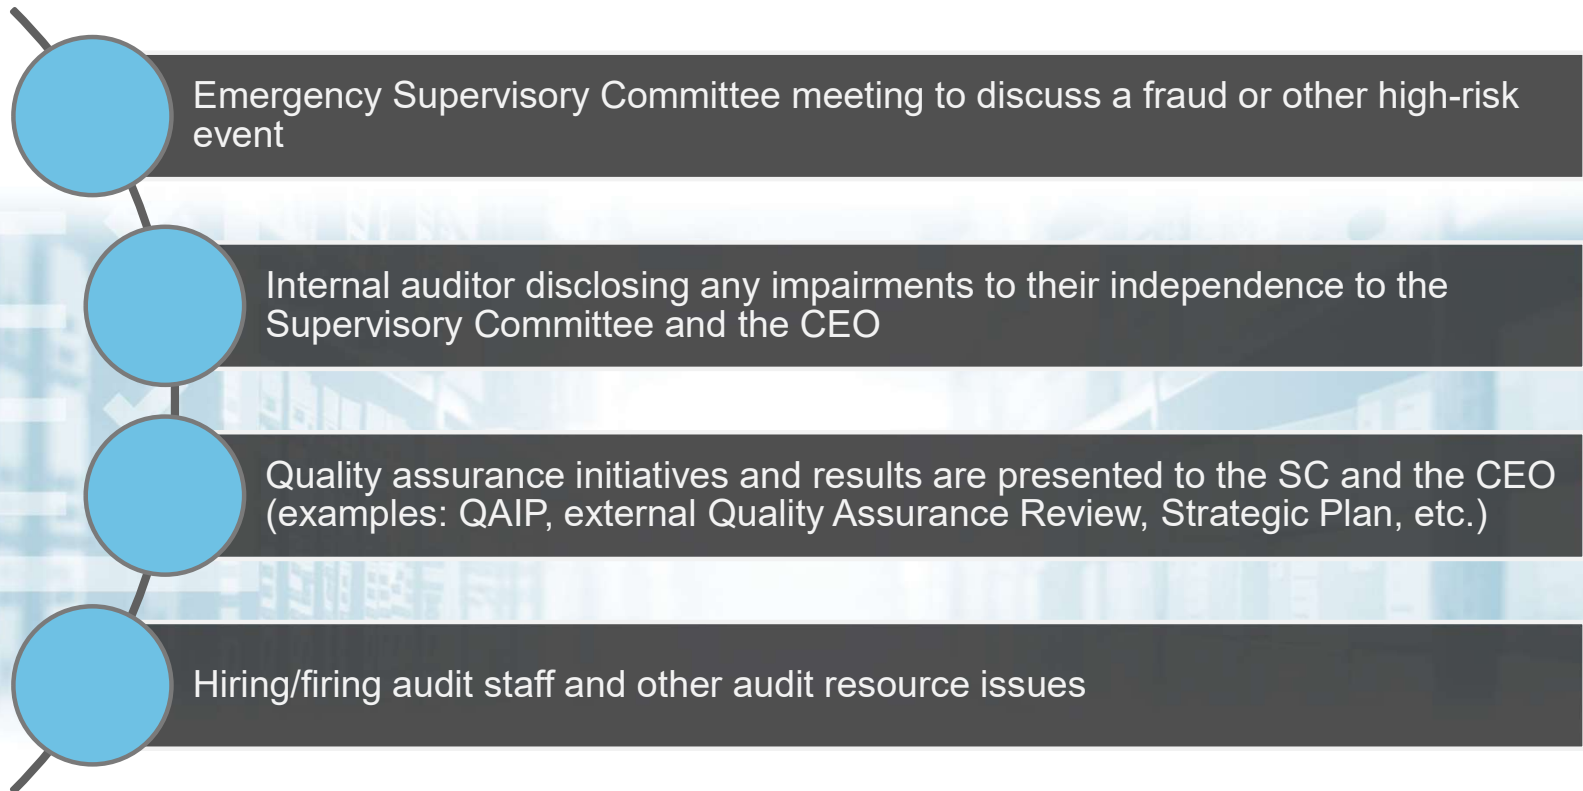 Emergency Supervisory Committee meeting to discuss a fraud or other high-risk
event
Internal auditor disclosing any impairments to their independence to the
Supervisory Committee and the CEO
Quality assurance initiatives and results are presented to the SC and the CEO
(examples: QAIP, external Quality Assurance Review, Strategic Plan, etc.)
Hiring/firing audit staff and other audit resource issues